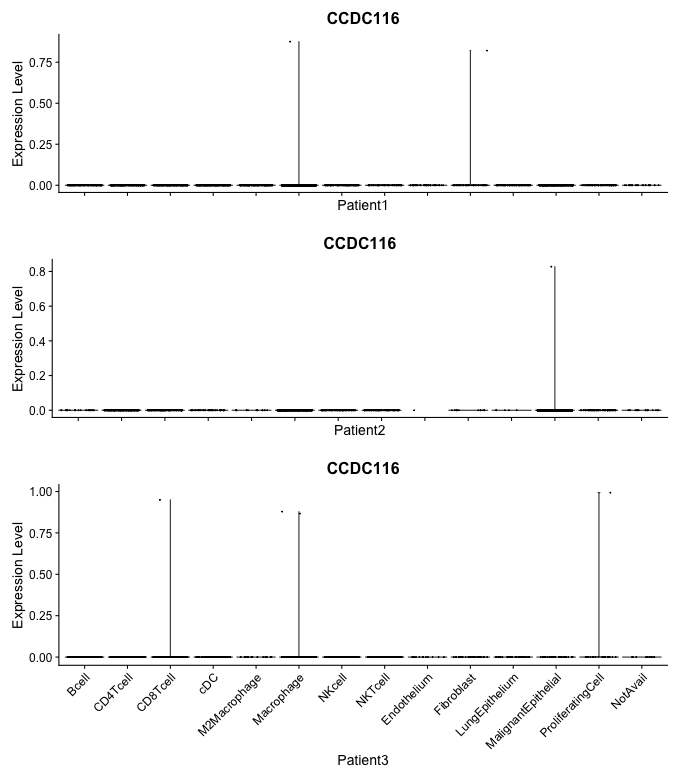 CCDC116
Expression Level
0.75
0.50
0.25
0.00
Patient1
CCDC116
Expression Level
0.8
0.6
0.4
0.2
0.0
Patient2
CCDC116
Expression Level
1.00
0.75
0.50
0.25
0.00
Bcell
CD4Tcell
CD8Tcell
cDC
M2Macrophage
Macrophage
NKcell
NKTcell
Endothelium
Fibroblast
LungEpithelium
MalignantEpithelial
ProliferatingCell
NotAvail
Patient3